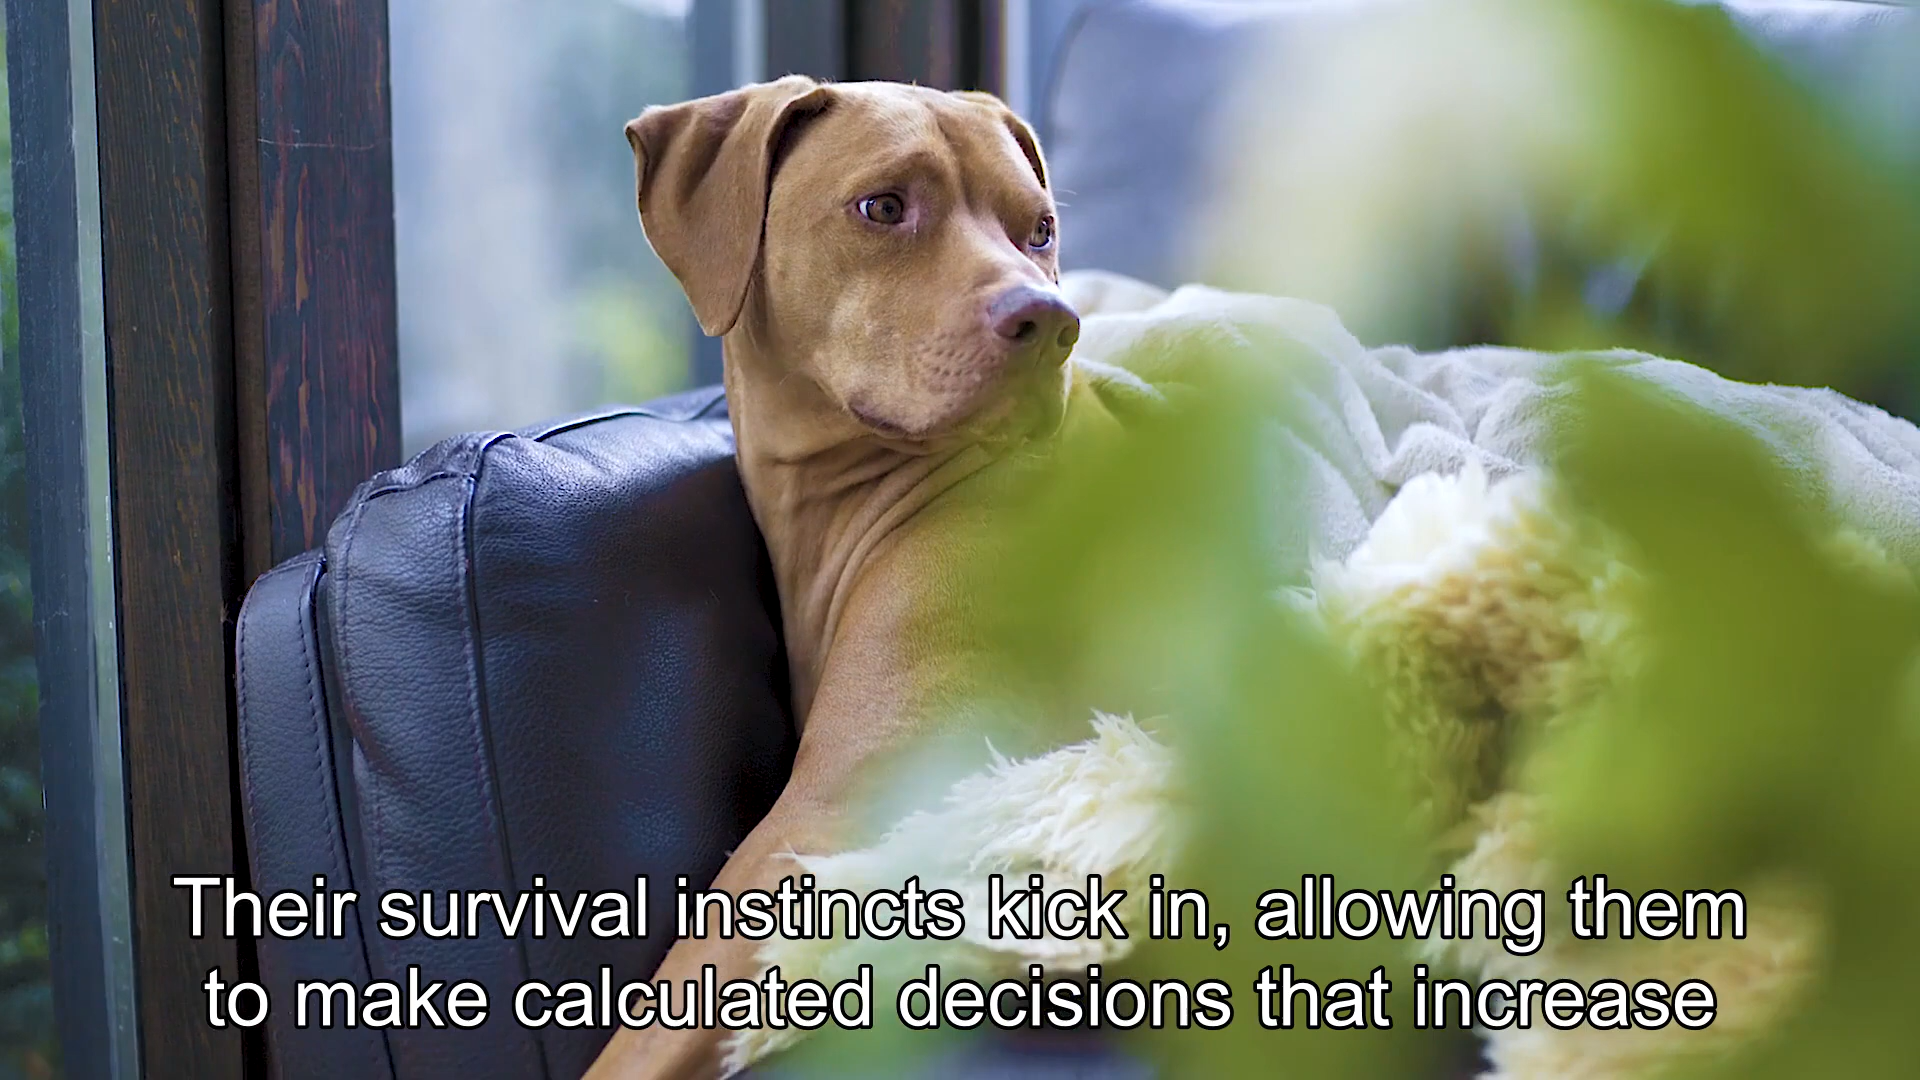 Their survival instincts kick in, allowing them
to make calculated decisions that increase